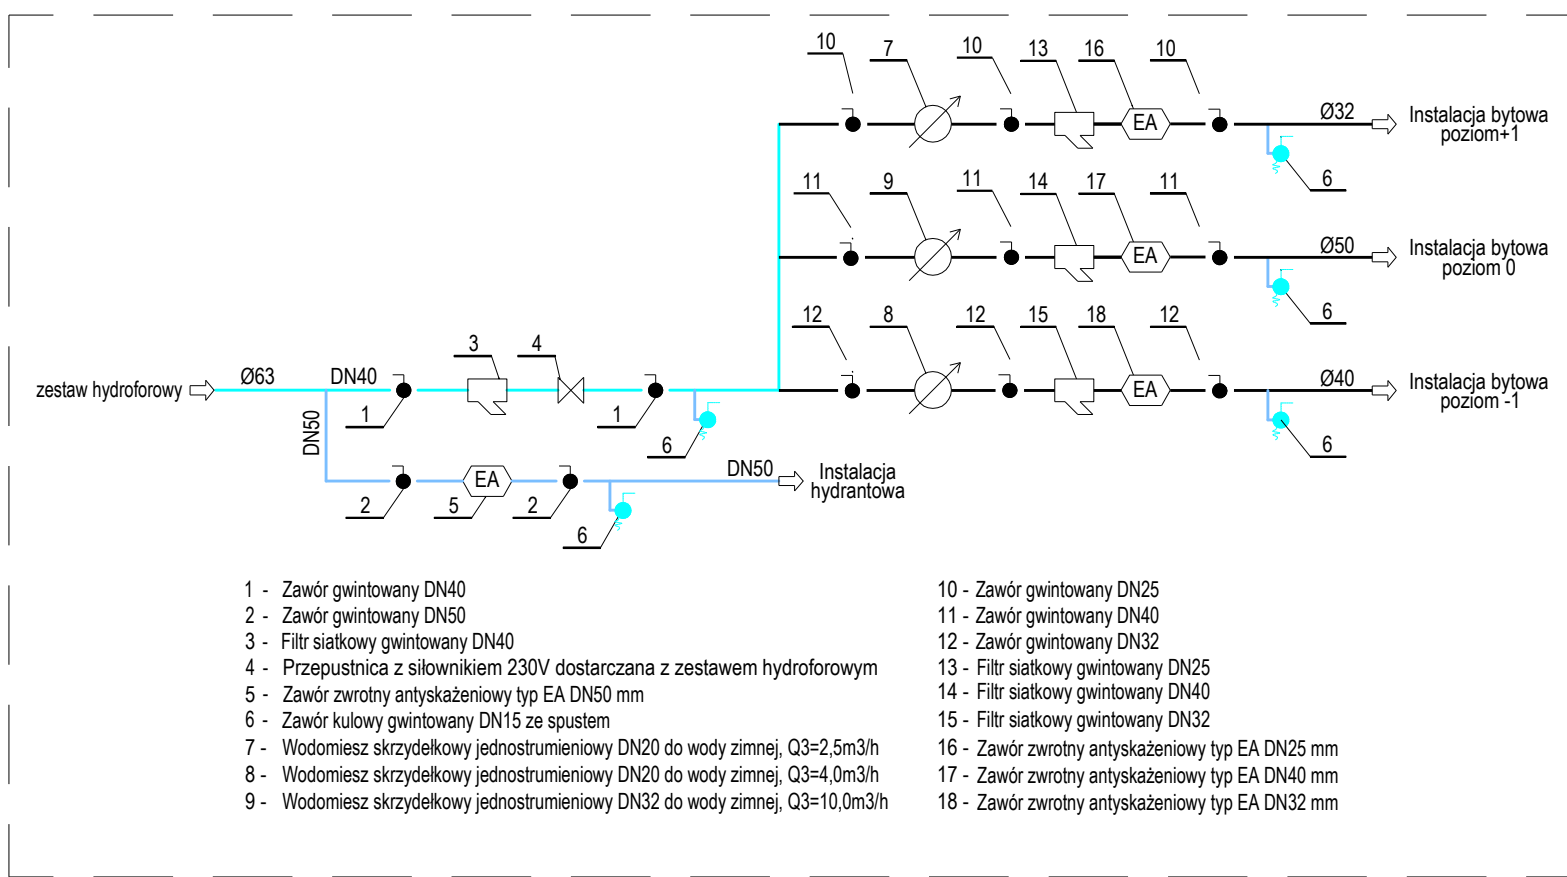 10 7 10 13 16 10
Ø32
Instalacja bytowa
poziom+1
EA
6
11 9 11 14 17 11
Ø50
Instalacja bytowa
poziom 0
EA
6
12 8 12 15 18 12
Ø40
Instalacja bytowa
poziom -1
EA
6
3 4
zestaw hydroforowy
Ø63 DN40
1 1
6
DN50
EA
DN50
Instalacja
hydrantowa
2 5 2
6
1 - Zawór gwintowany DN40
2 - Zawór gwintowany DN50
3 - Filtr siatkowy gwintowany DN40
4 - Przepustnica z siłownikiem 230V dostarczana z zestawem hydroforowym
5 - Zawór zwrotny antyskażeniowy typ EA DN50 mm
6 - Zawór kulowy gwintowany DN15 ze spustem
7 - Wodomiesz skrzydełkowy jednostrumieniowy DN20 do wody zimnej, Q3=2,5m3/h
8 - Wodomiesz skrzydełkowy jednostrumieniowy DN20 do wody zimnej, Q3=4,0m3/h
9 - Wodomiesz skrzydełkowy jednostrumieniowy DN32 do wody zimnej, Q3=10,0m3/h
10 - Zawór gwintowany DN25
11 - Zawór gwintowany DN40
12 - Zawór gwintowany DN32
13 - Filtr siatkowy gwintowany DN25
14 - Filtr siatkowy gwintowany DN40
15 - Filtr siatkowy gwintowany DN32
16 - Zawór zwrotny antyskażeniowy typ EA DN25 mm
17 - Zawór zwrotny antyskażeniowy typ EA DN40 mm
18 - Zawór zwrotny antyskażeniowy typ EA DN32 mm